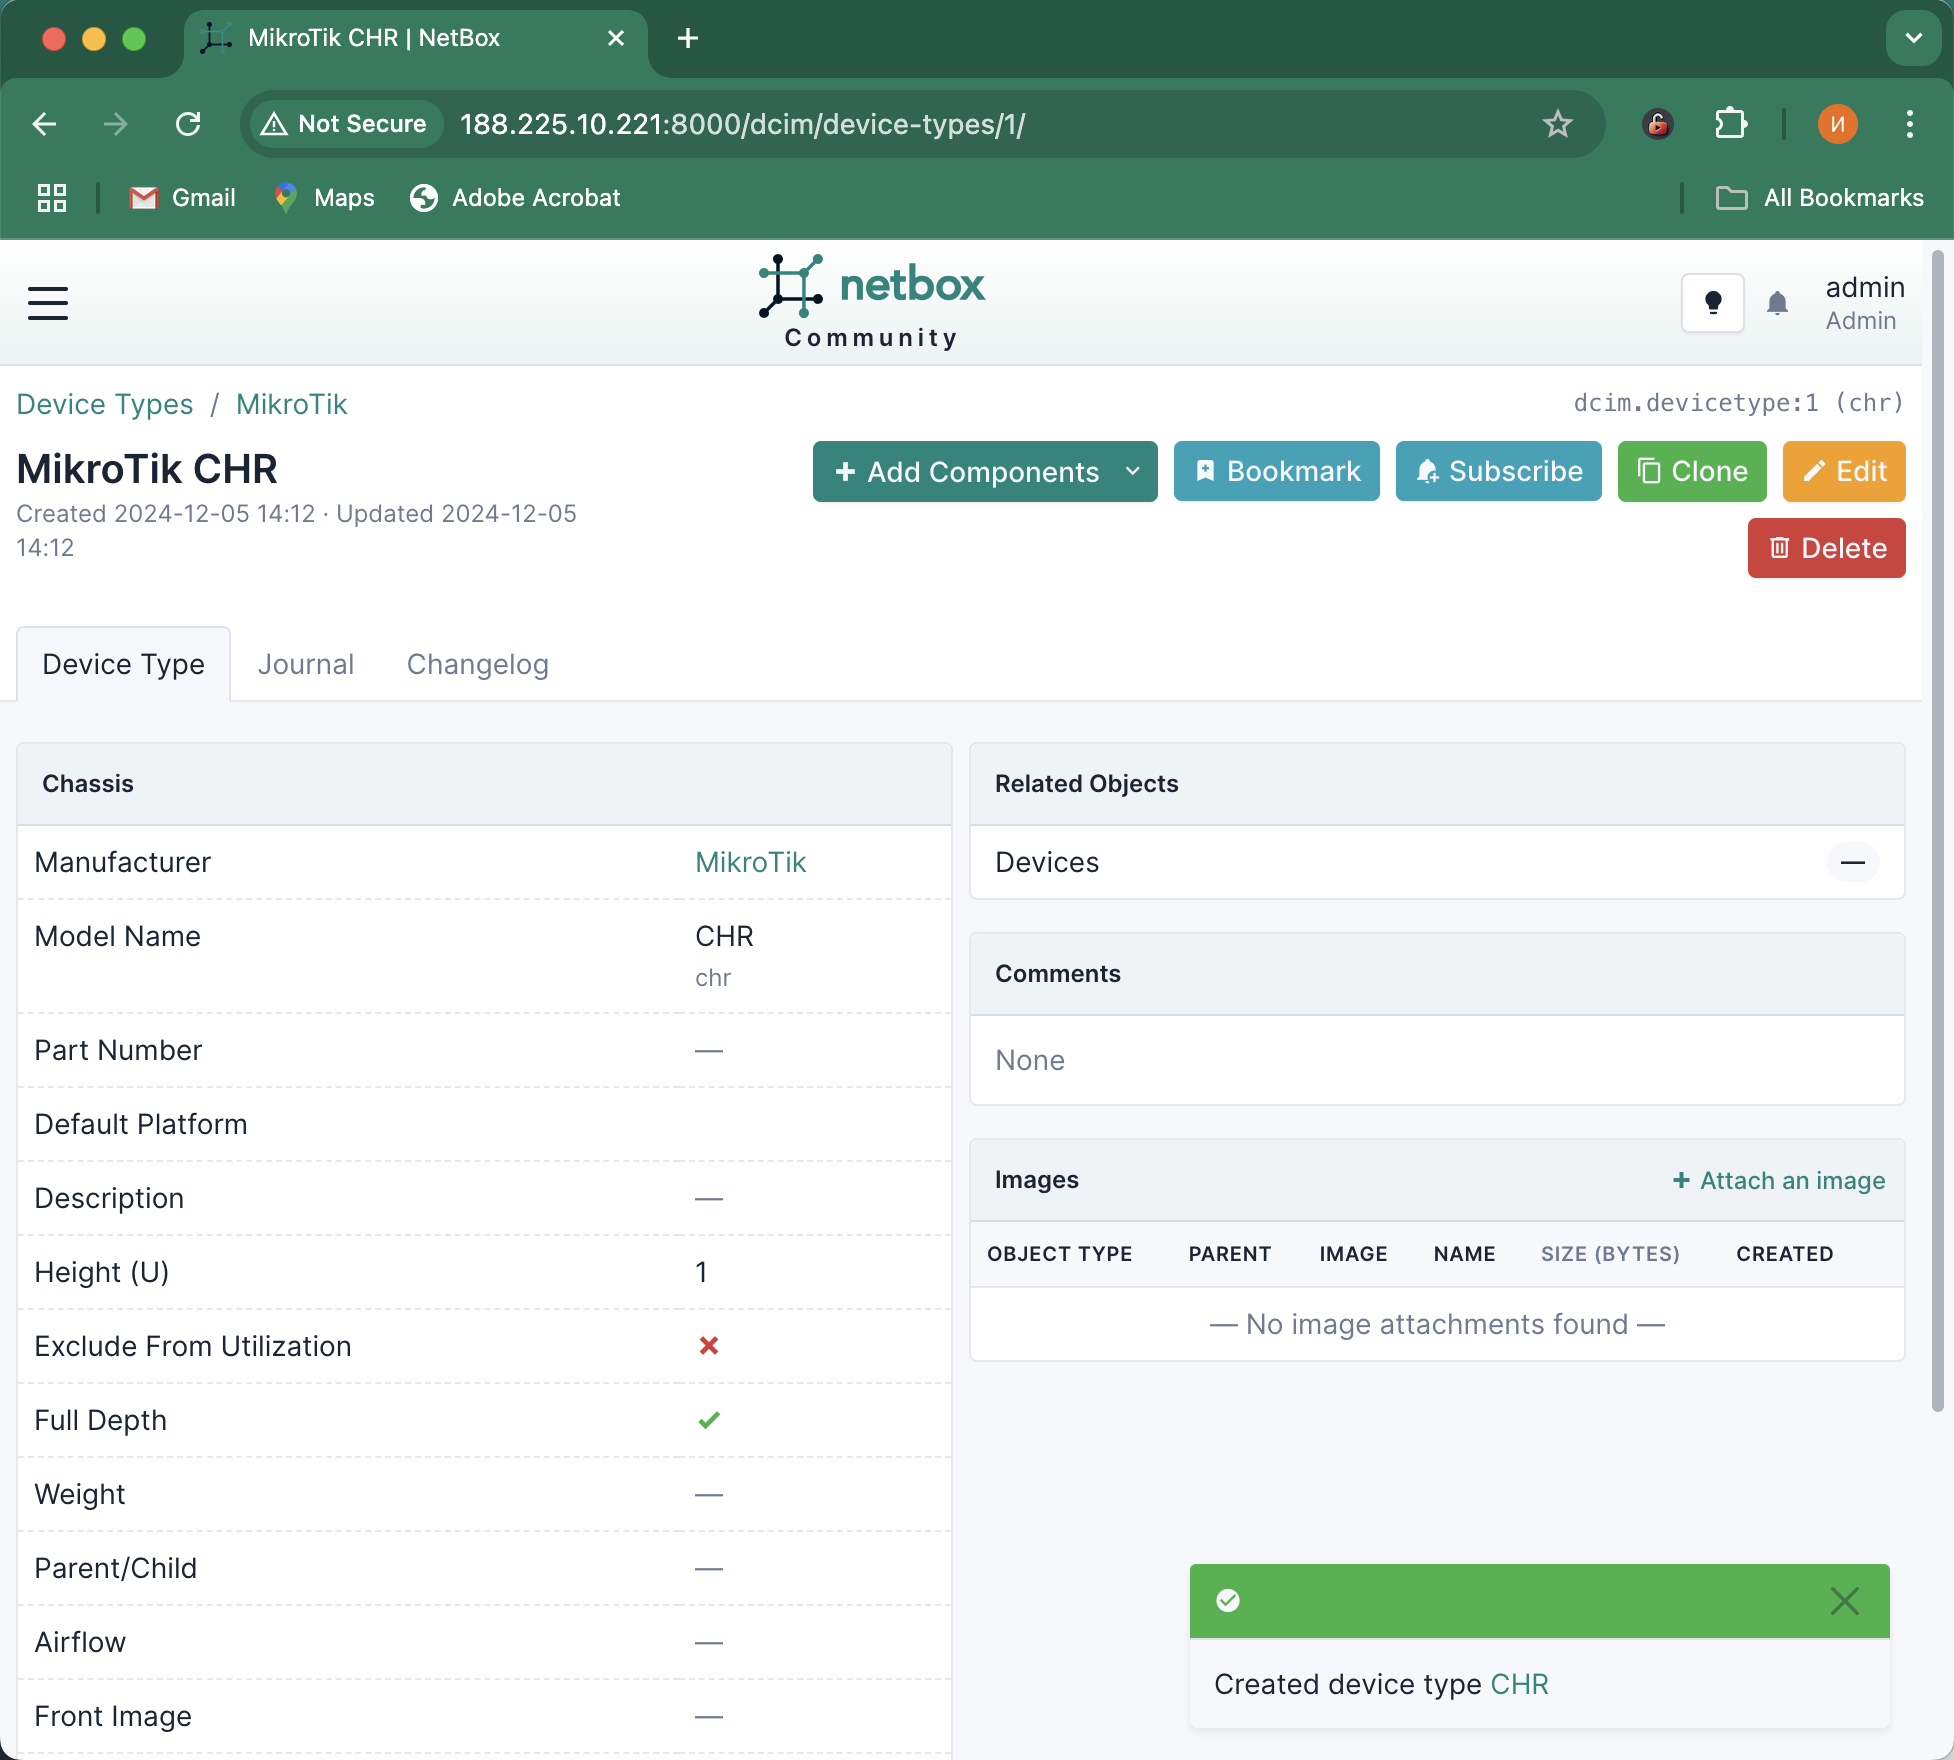 MikroTik CHR | NetBox
Not Secure 188.225.10.221:8000/dcim/device-types/1/
И
Gmail Maps Adobe Acrobat All Bookmarks
netbox
Community
admin
Admin
Device Types / MikroTik
dcim.devicetype:1 (chr)
MikroTik CHR
Created 2024-12-05 14:12 · Updated 2024-12-05
14:12
+ Add Components Bookmark Subscribe Clone Edit
Delete
Device Type Journal Changelog
Chassis
Manufacturer MikroTik
Model Name CHR
chr
Part Number —
Default Platform
Description —
Height (U) 1
Exclude From Utilization
Full Depth
Weight —
Parent/Child —
Airflow —
Front Image —
Related Objects
Devices —
Comments
None
Images + Attach an image
OBJECT TYPE PARENT IMAGE NAME SIZE (BYTES) CREATED
— No image attachments found —
Created device type CHR